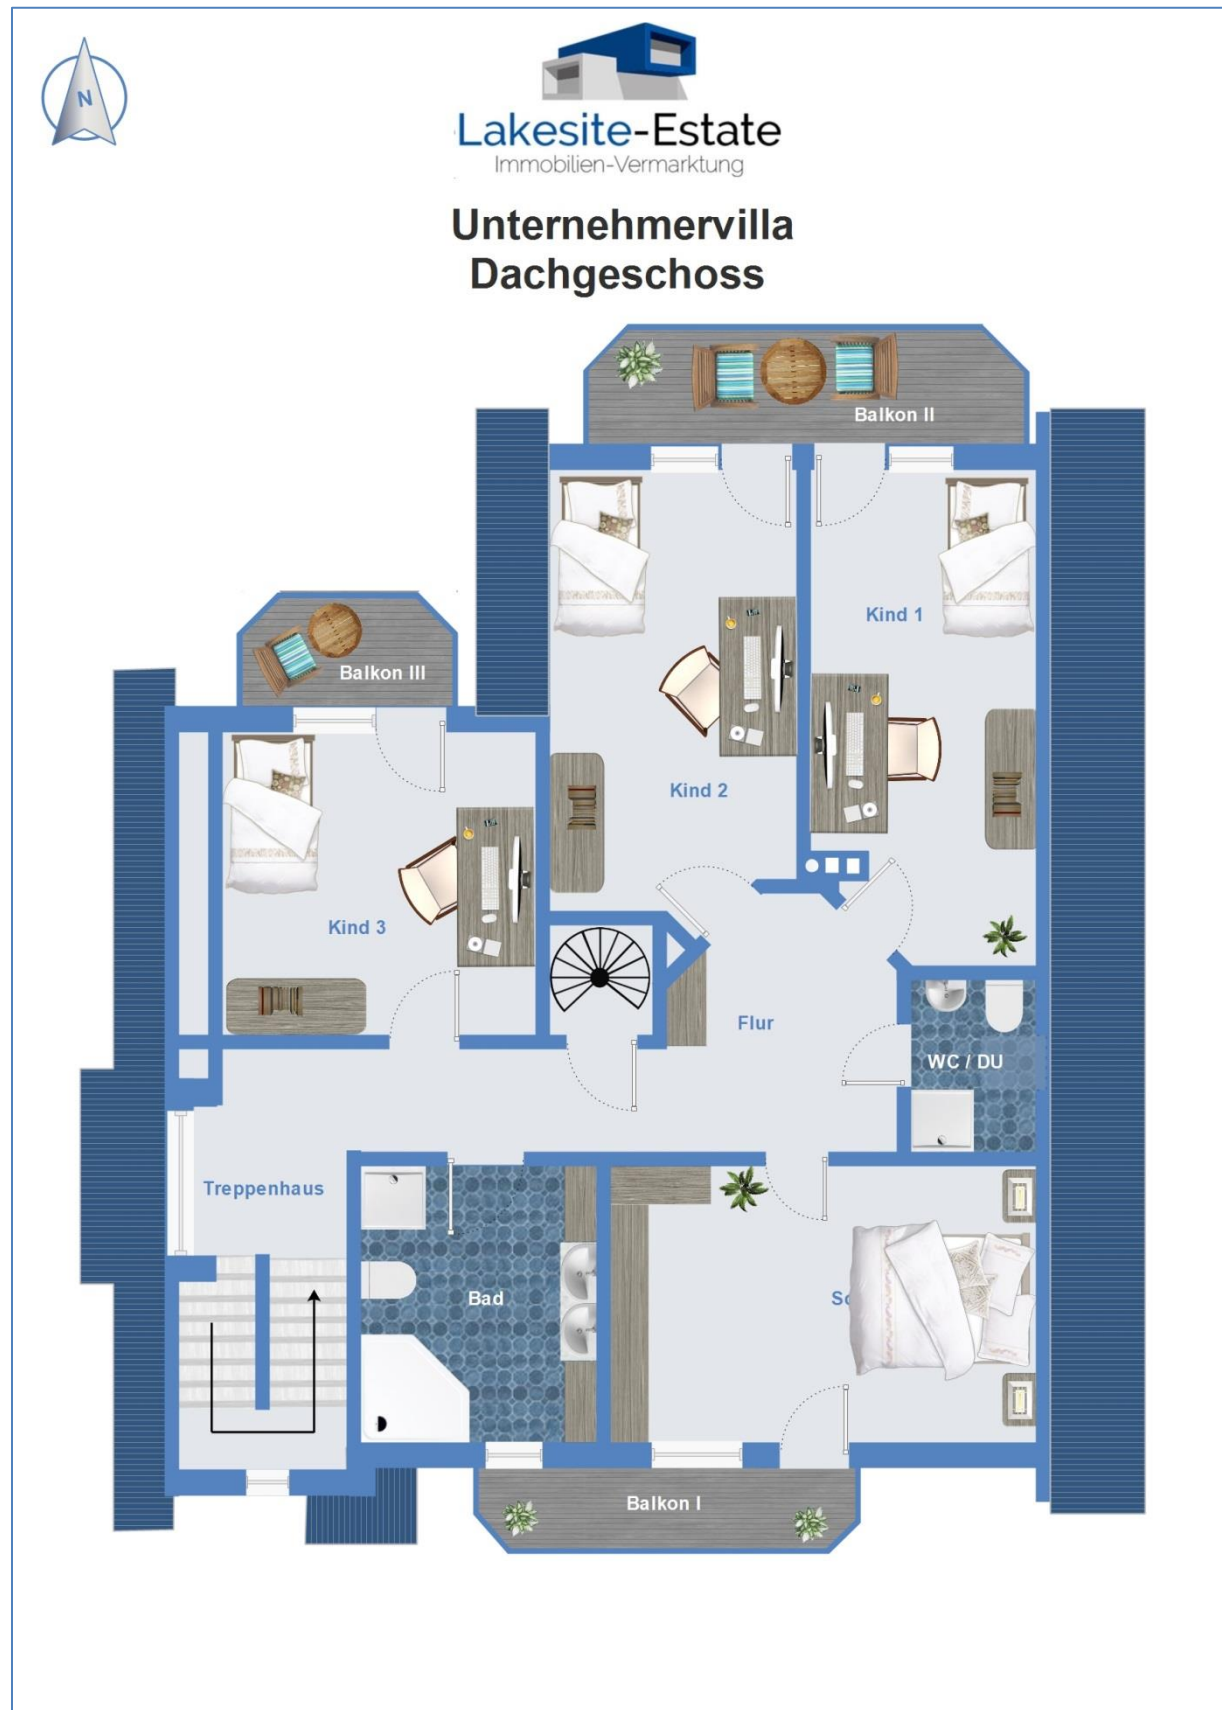 N
Lakesite-Estate
Immobilien-Vermarktung
Unternehmervilla
Dachgeschoss
Balkon II
Kind 1
Balkon III
Kind 2
Kind 3
Flur
WC / DU
Treppenhaus
Bad
Balkon I